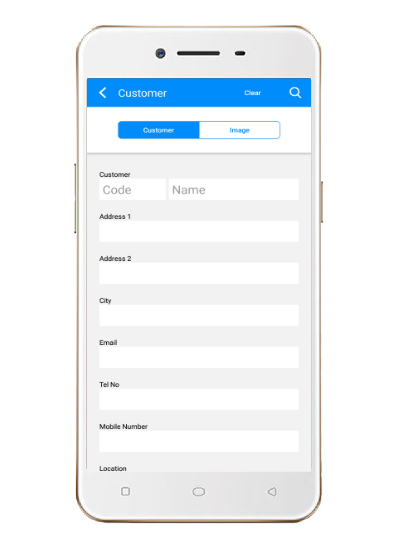 Customer Clear
Customer Image
Customer
Code Name
Address 1
Address 2
City
Email
Tel No
Mobile Number
Location